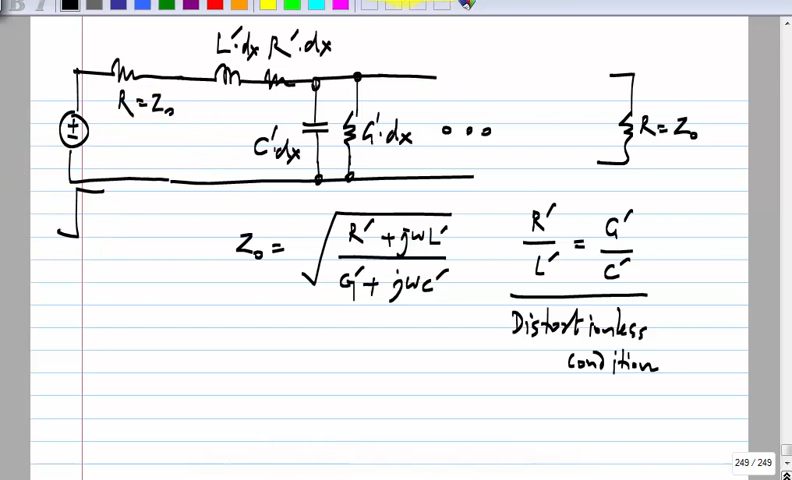 L'dx R'.dx
R=Z₀
C'dx
G'.dx
R=Z₀
Z₀ = √((R' + jωL')/(G' + jωC'))
R'/L' = G'/C'
Distortionless
condition
249 / 249